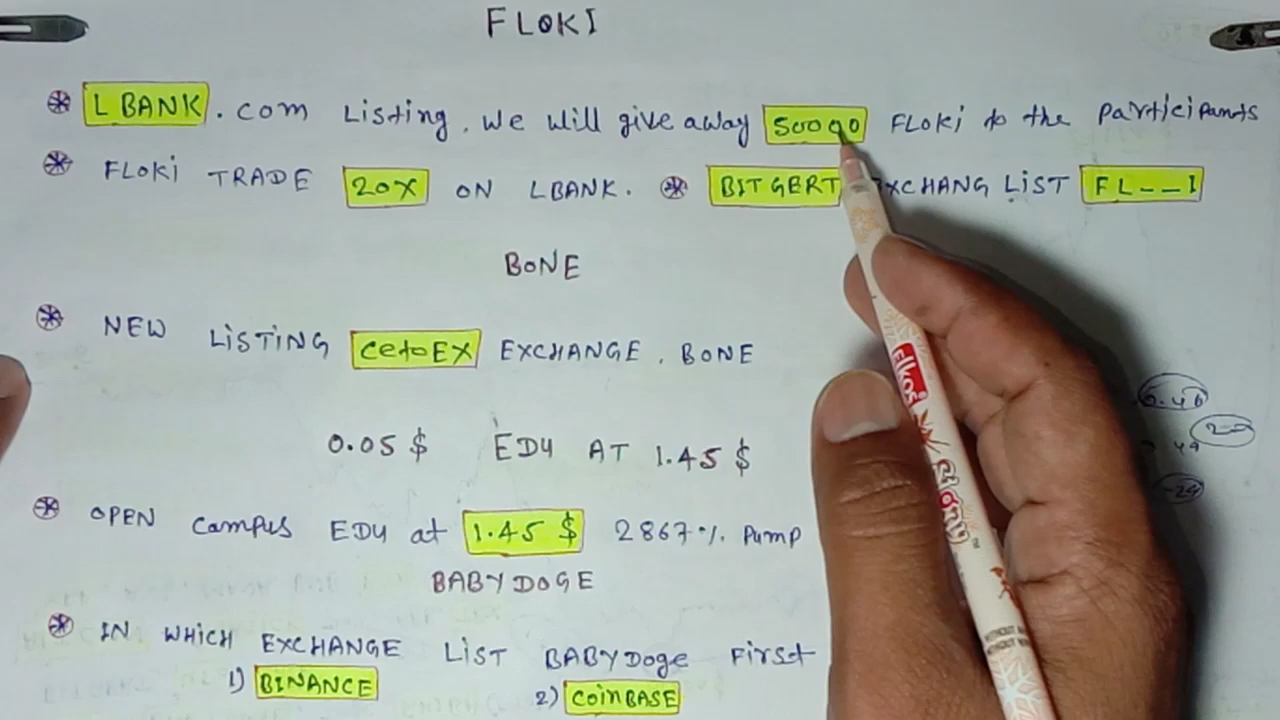 FLOKI
LBANK.com Listing. We will give away 50000 FLOKi to the participants
FLOKi TRADE 20X ON LBANK. BITGERT EXCHANG LIST FL__I
BONE
NEW LISTING CetoEX EXCHANGE. BONE
0.05 $ EDU AT 1.45 $
OPEN Campus EDU at 1.45 $ 2867% Pump
BABYDOGE
IN WHICH EXCHANGE LIST BABYDoge First
1) BINANCE 2) COINBASE
Elkos